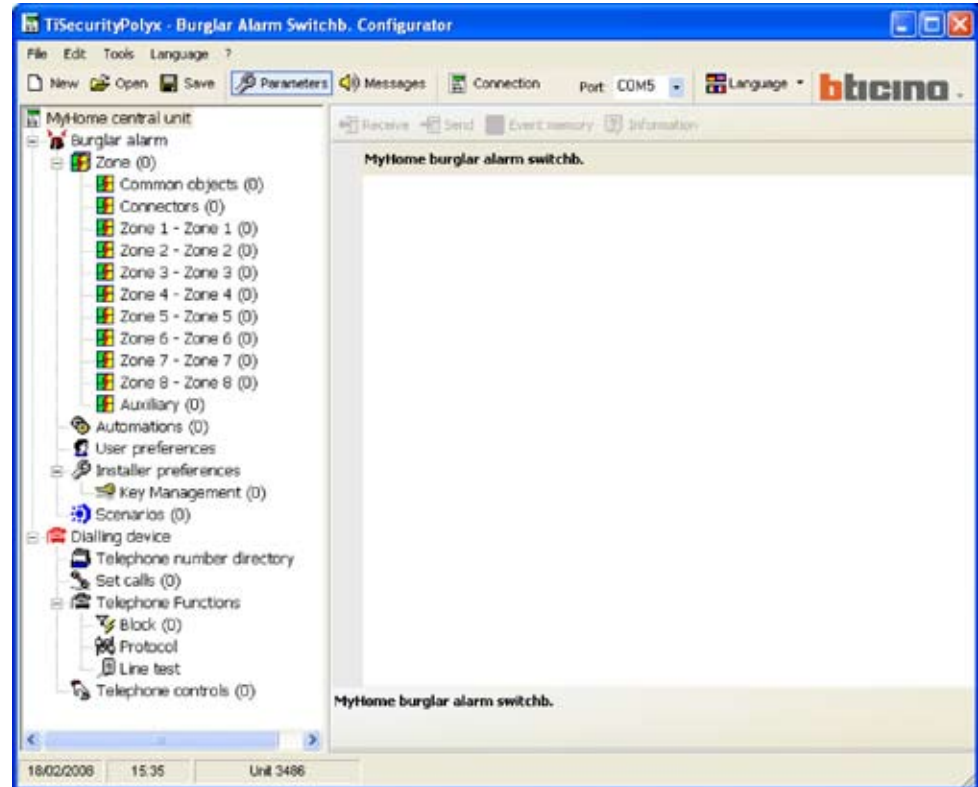 TiSecurityPolyx - Burglar Alarm Switchb. Configurator
File Edit Tools Language ?
New Open Save Parameters Messages Connection Port COM5 Language bticino
MyHome central unit
Receive Send Event memory Information
Burglar alarm
MyHome burglar alarm switchb.
Zone (0)
Common objects (0)
Connectors (0)
Zone 1 - Zone 1 (0)
Zone 2 - Zone 2 (0)
Zone 3 - Zone 3 (0)
Zone 4 - Zone 4 (0)
Zone 5 - Zone 5 (0)
Zone 6 - Zone 6 (0)
Zone 7 - Zone 7 (0)
Zone 8 - Zone 8 (0)
Auxiliary (0)
Automations (0)
User preferences
Installer preferences
Key Management (0)
Scenarios (0)
Dialling device
Telephone number directory
Set calls (0)
Telephone Functions
Block (0)
Protocol
Line test
Telephone controls (0)
MyHome burglar alarm switchb.
18/02/2008 15:35 Unit 3486